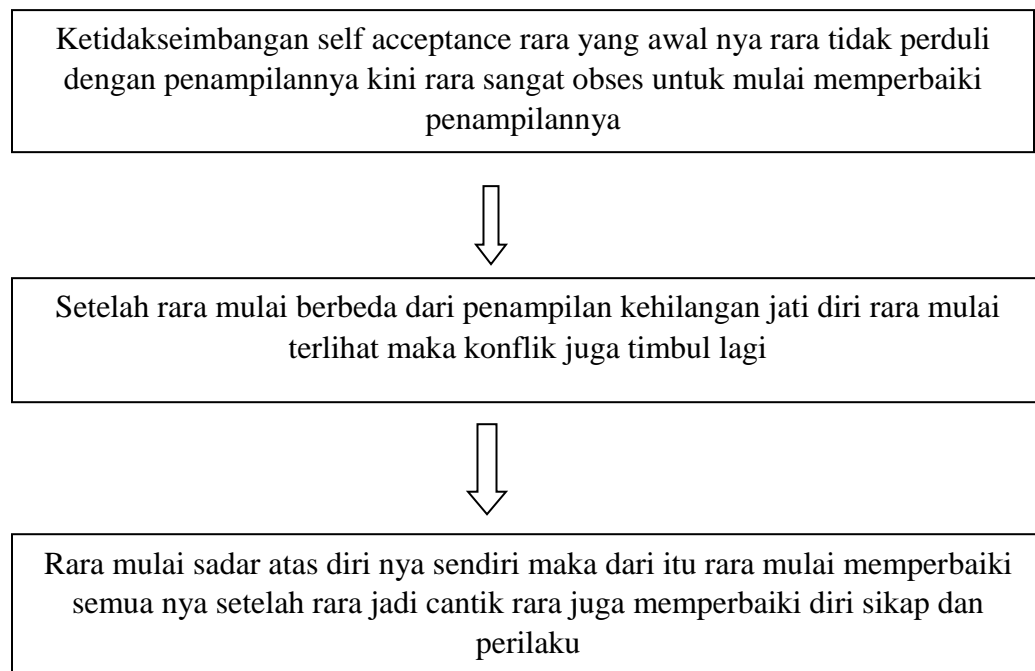 Ketidakseimbangan self acceptance rara yang awal nya rara tidak perduli
dengan penampilannya kini rara sangat obses untuk mulai memperbaiki
penampilannya
Setelah rara mulai berbeda dari penampilan kehilangan jati diri rara mulai
terlihat maka konflik juga timbul lagi
Rara mulai sadar atas diri nya sendiri maka dari itu rara mulai memperbaiki
semua nya setelah rara jadi cantik rara juga memperbaiki diri sikap dan
perilaku